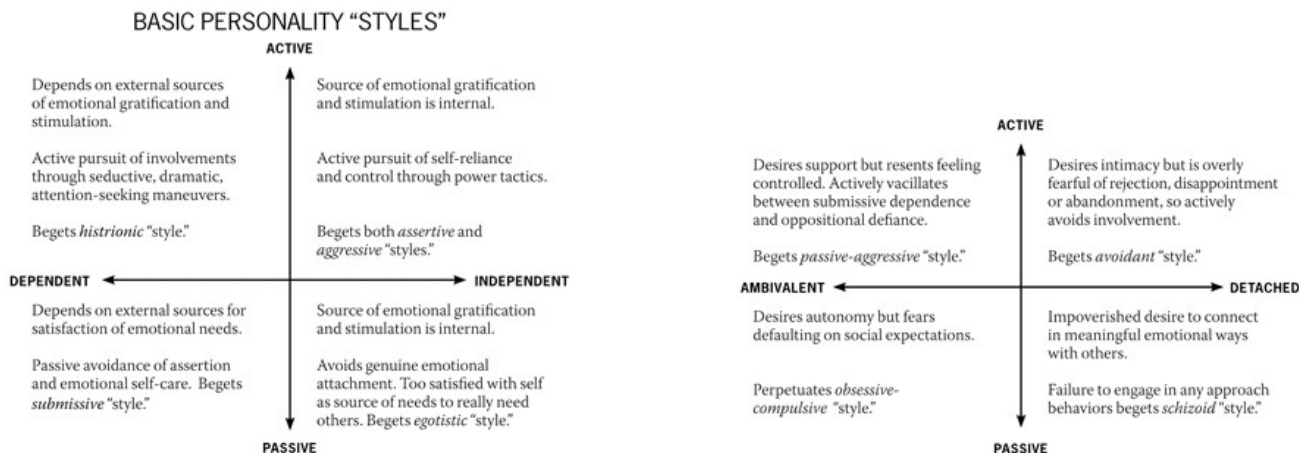 BASIC PERSONALITY “STYLES”
ACTIVE
Depends on external sources
of emotional gratification and
stimulation.
Active pursuit of involvements
through seductive, dramatic,
attention-seeking maneuvers.
Begets histrionic “style.”
Source of emotional gratification
and stimulation is internal.
Active pursuit of self-reliance
and control through power tactics.
Begets both assertive and
aggressive “styles.”
DEPENDENT
INDEPENDENT
Depends on external sources for
satisfaction of emotional needs.
Passive avoidance of assertion
and emotional self-care. Begets
submissive “style.”
Source of emotional gratification
and stimulation is internal.
Avoids genuine emotional
attachment. Too satisfied with self
as source of needs to really need
others. Begets egotistic “style.”
PASSIVE
ACTIVE
Desires support but resents feeling
controlled. Actively vacillates
between submissive dependence
and oppositional defiance.
Begets passive-aggressive “style.”
Desires intimacy but is overly
fearful of rejection, disappointment
or abandonment, so actively
avoids involvement.
Begets avoidant “style.”
AMBIVALENT
DETACHED
Desires autonomy but fears
defaulting on social expectations.
Perpetuates obsessive-
compulsive “style.”
Impoverished desire to connect
in meaningful emotional ways
with others.
Failure to engage in any approach
behaviors begets schizoid “style.”
PASSIVE